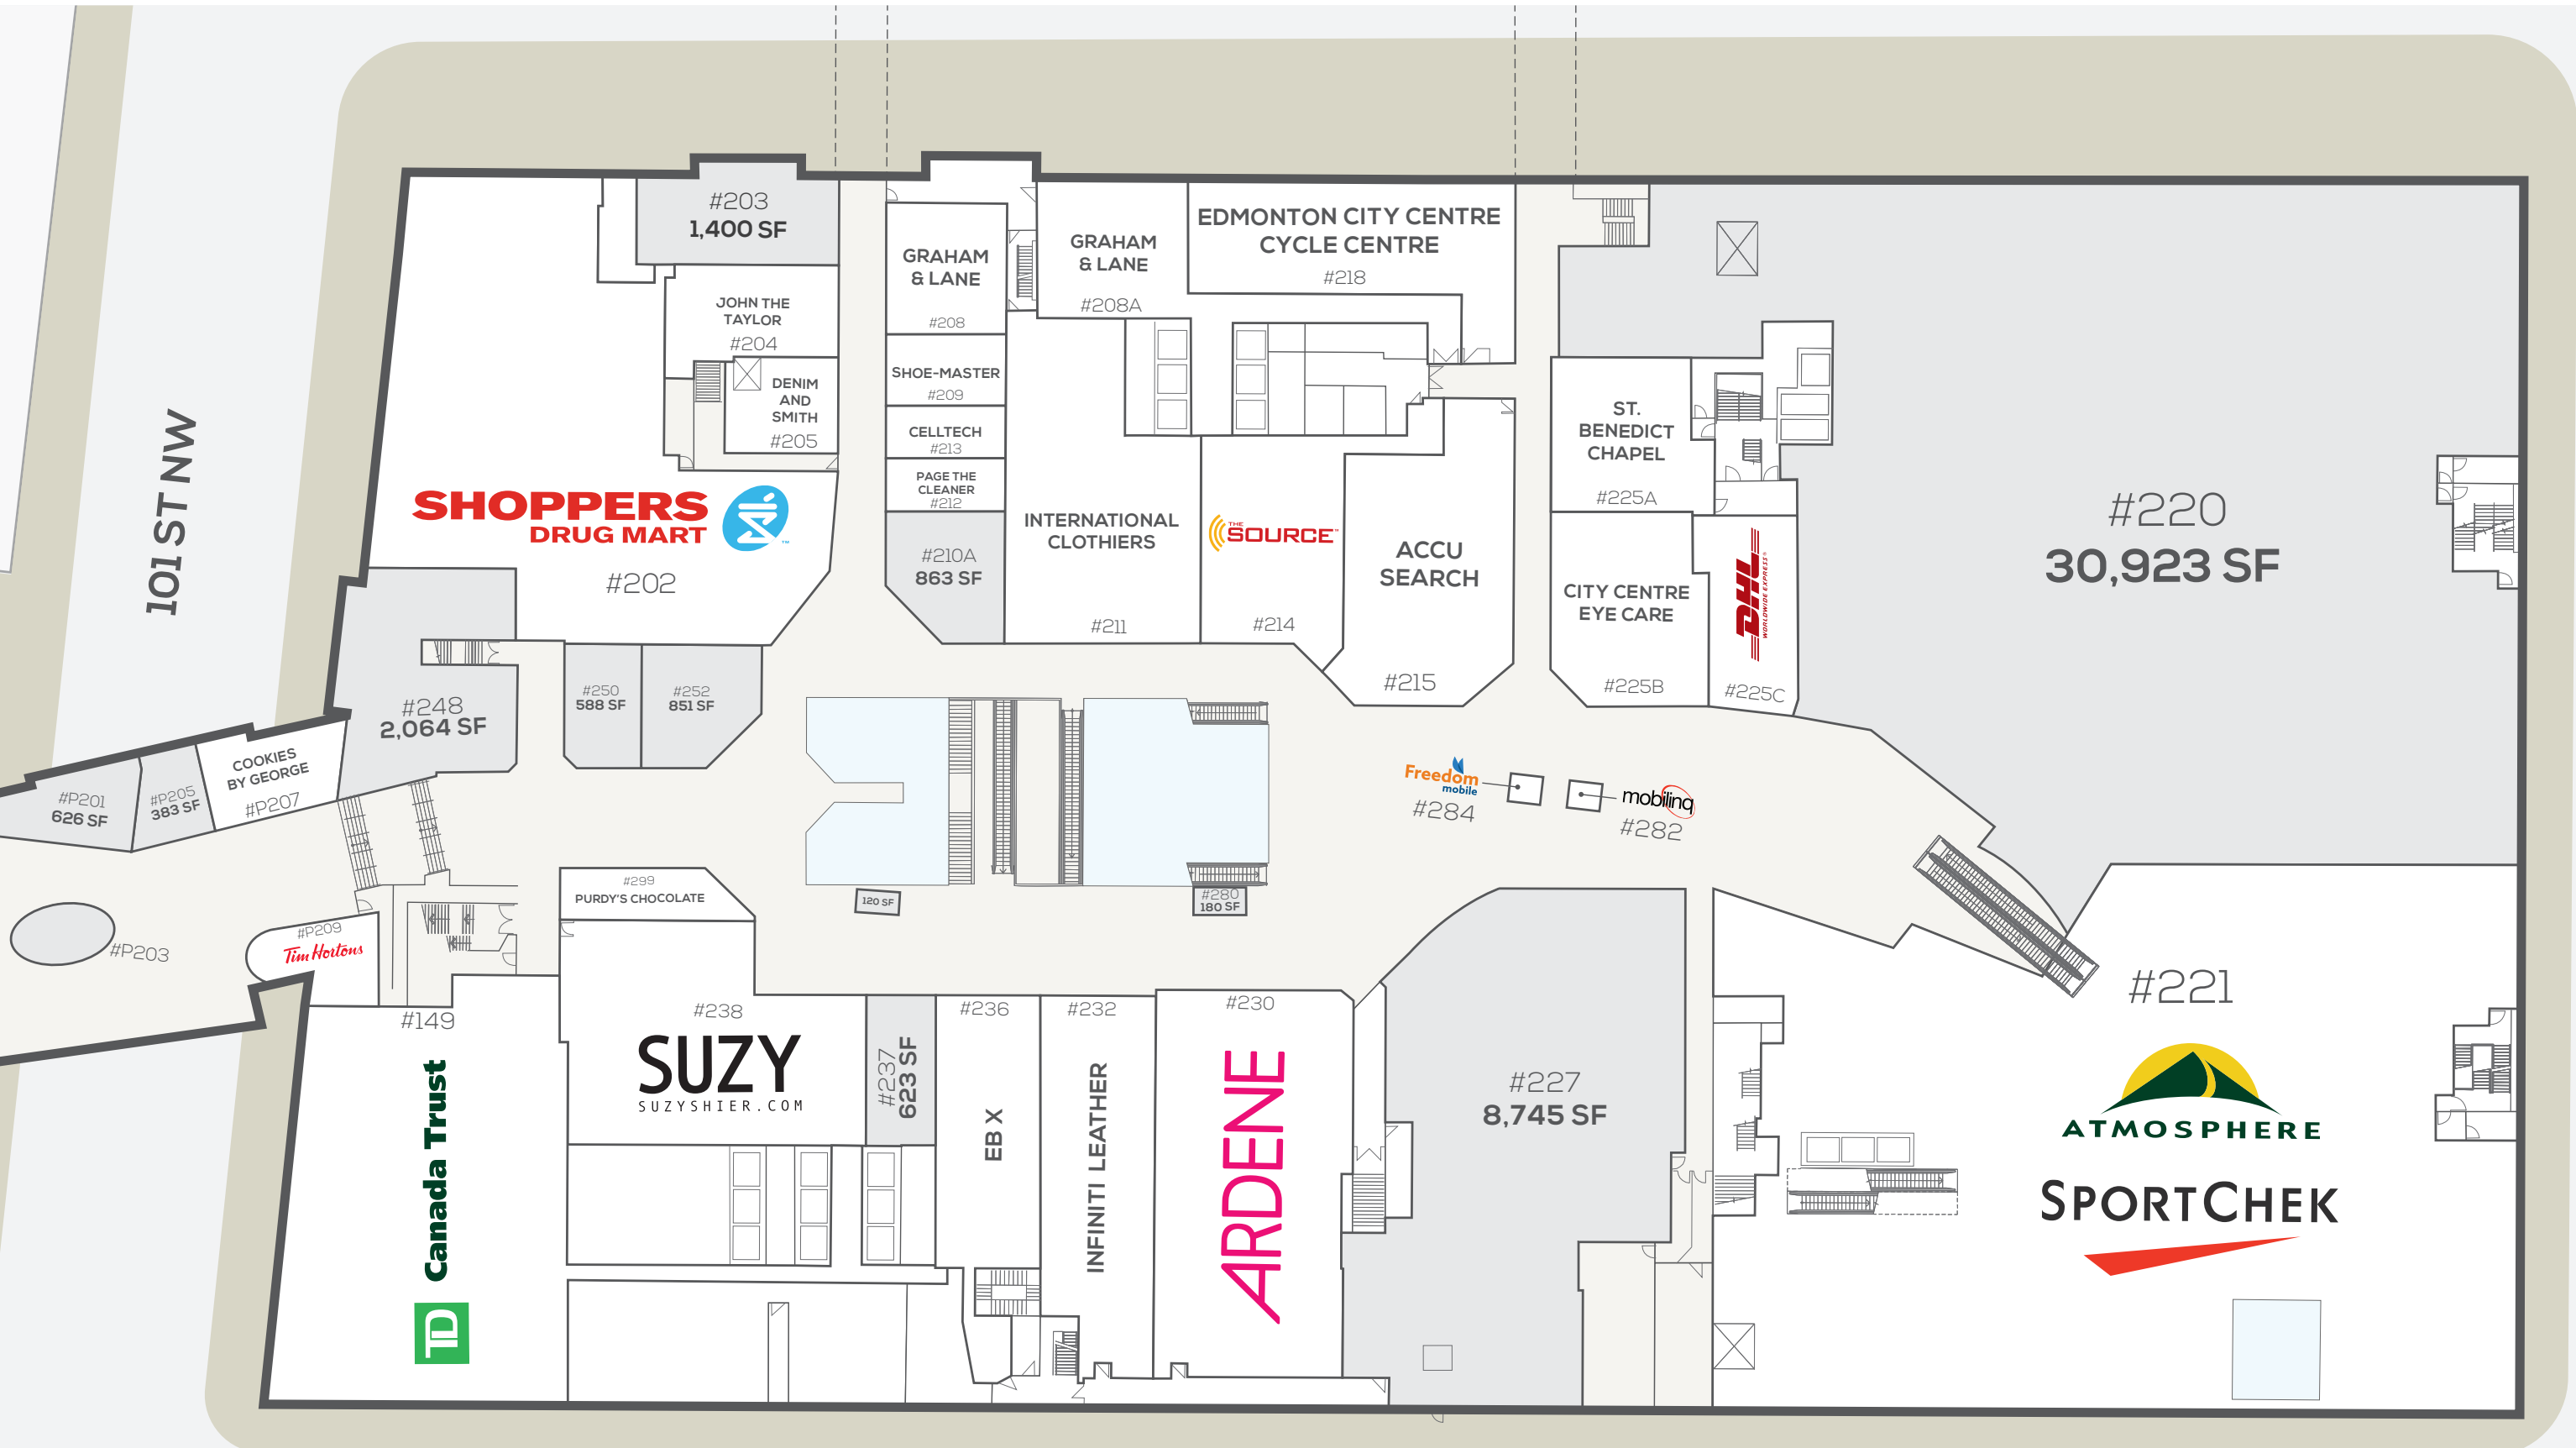 101 ST NW
#203
1,400 SF
JOHN THE
TAYLOR
#204
DENIM
AND
SMITH
#205
SHOPPERS
DRUG MART
TM
#202
GRAHAM
& LANE
#208
SHOE-MASTER
#209
CELLTECH
#213
PAGE THE
CLEANER
#212
#210A
863 SF
GRAHAM
& LANE
#208A
EDMONTON CITY CENTRE
CYCLE CENTRE
#218
INTERNATIONAL
CLOTHIERS
#211
THE
SOURCE
#214
ACCU
SEARCH
#215
ST.
BENEDICT
CHAPEL
#225A
CITY CENTRE
EYE CARE
#225B
DHL
WORLDWIDE EXPRESS®
#225C
#220
30,923 SF
#248
2,064 SF
#250
588 SF
#252
851 SF
#P201
626 SF
#P205
383 SF
COOKIES
BY GEORGE
#P207
Freedom
mobile
#284
mobilinq
#282
#P203
#P209
Tim Hortons
#299
PURDY'S CHOCOLATE
120 SF
#280
180 SF
#149
Canada Trust
TD
#238
SUZY
SUZYSHIER.COM
#237
623 SF
#236
EB X
#232
INFINITI LEATHER
#230
ARDENE
#227
8,745 SF
#221
ATMOSPHERE
SPORTCHEK